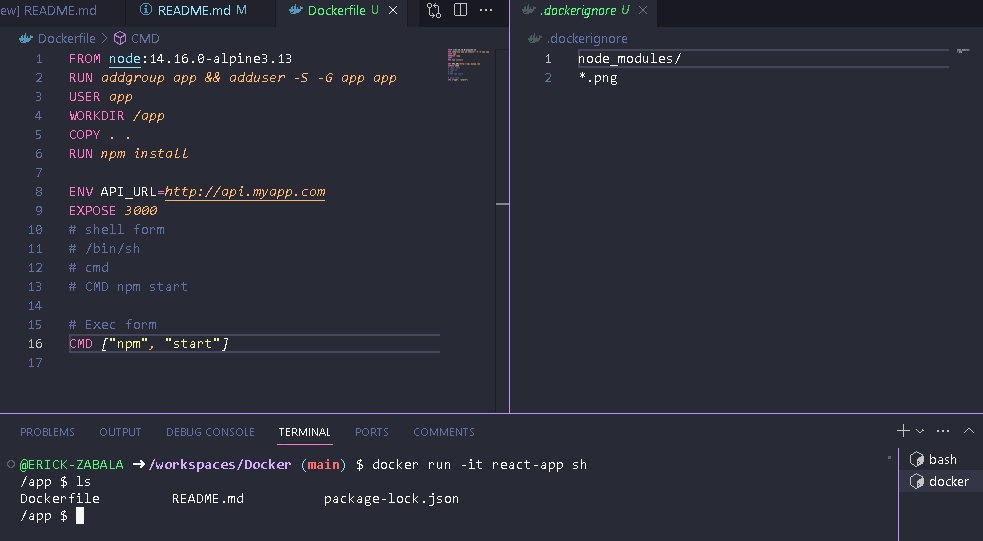 ew] README.md
README.md M
Dockerfile U
.dockerignore U
Dockerfile > CMD
.dockerignore
1 FROM node:14.16.0-alpine3.13
2 RUN addgroup app && adduser -S -G app app
3 USER app
4 WORKDIR /app
5 COPY . .
6 RUN npm install
7
8 ENV API_URL=http://api.myapp.com
9 EXPOSE 3000
10 # shell form
11 # /bin/sh
12 # cmd
13 # CMD npm start
14
15 # Exec form
16 CMD ["npm", "start"]
17
1 node_modules/
2 *.png
PROBLEMS OUTPUT DEBUG CONSOLE TERMINAL PORTS COMMENTS
@ERICK-ZABALA ➜/workspaces/Docker (main) $ docker run -it react-app sh
/app $ ls
Dockerfile README.md package-lock.json
/app $
bash
docker